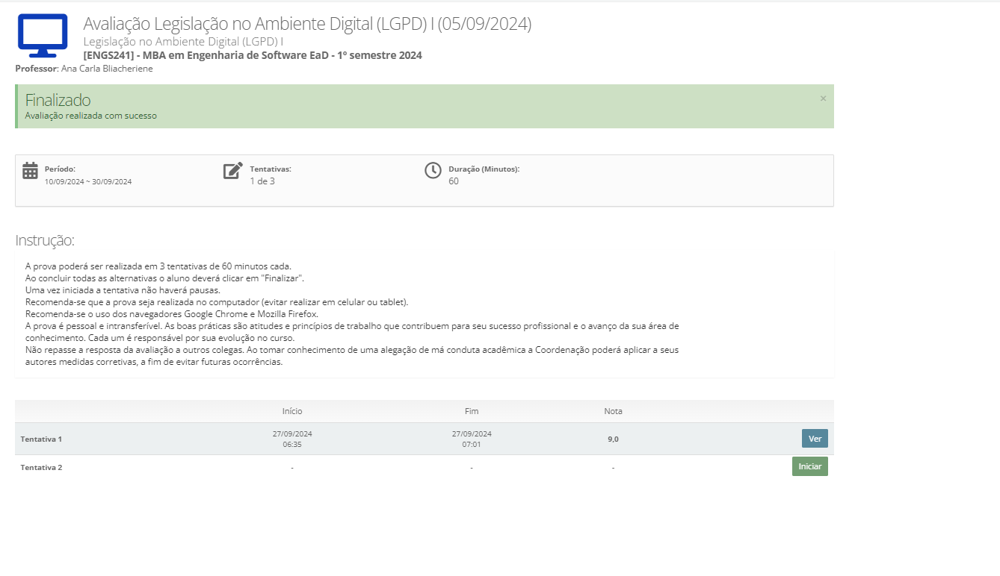 Avaliação Legislação no Ambiente Digital (LGPD) I (05/09/2024)
Legislação no Ambiente Digital (LGPD) I
[ENGS241] - MBA em Engenharia de Software EaD - 1º semestre 2024
Professor: Ana Carla Bliacheriene
Finalizado
×
Avaliação realizada com sucesso
Período:
10/09/2024 ~ 30/09/2024
Tentativas:
1 de 3
Duração (Minutos):
60
Instrução:
A prova poderá ser realizada em 3 tentativas de 60 minutos cada.
Ao concluir todas as alternativas o aluno deverá clicar em "Finalizar".
Uma vez iniciada a tentativa não haverá pausas.
Recomenda-se que a prova seja realizada no computador (evitar realizar em celular ou tablet).
Recomenda-se o uso dos navegadores Google Chrome e Mozilla Firefox.
A prova é pessoal e intransferível. As boas práticas são atitudes e princípios de trabalho que contribuem para seu sucesso profissional e o avanço da sua área de
conhecimento. Cada um é responsável por sua evolução no curso.
Não repasse a resposta da avaliação a outros colegas. Ao tomar conhecimento de uma alegação de má conduta acadêmica a Coordenação poderá aplicar a seus
autores medidas corretivas, a fim de evitar futuras ocorrências.
Início Fim Nota
Tentativa 1 27/09/2024 06:35 27/09/2024 07:01 9,0 Ver
Tentativa 2 - - - Iniciar